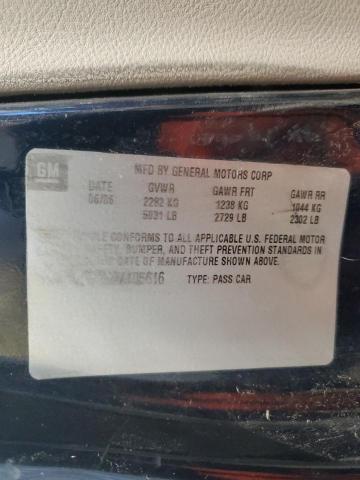 GM
MFD BY GENERAL MOTORS CORP
DATE GVWR GAWR FRT GAWR RR
06/06 2282 KG 1238 KG 1044 KG
5031 LB 2729 LB 2302 LB
CONFORMS TO ALL APPLICABLE U.S. FEDERAL MOTOR
SAFETY, BUMPER, AND THEFT PREVENTION STANDARDS IN
DATE OF MANUFACTURE SHOWN ABOVE.
TYPE: PASS CAR